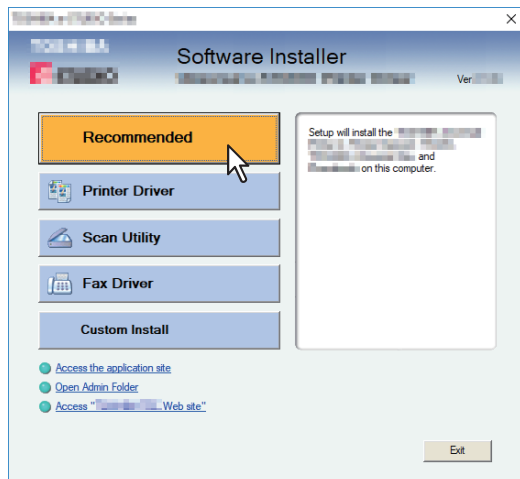 Software Installer
Ver
Recommended
Printer Driver
Scan Utility
Fax Driver
Custom Install
Setup will install the
and
on this computer.
Access the application site
Open Admin Folder
Access " Web site"
Exit